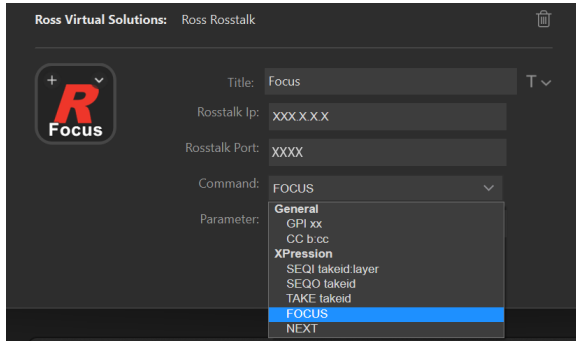 Ross Virtual Solutions: Ross Rosstalk
Title: Focus
T
Rosstalk Ip: XXX.X.X.X
R
Focus
Rosstalk Port: XXXX
Command: FOCUS
Parameter:
General
GPI xx
CC b:cc
XPression
SEQI takeid:layer
SEQO takeid
TAKE takeid
FOCUS
NEXT